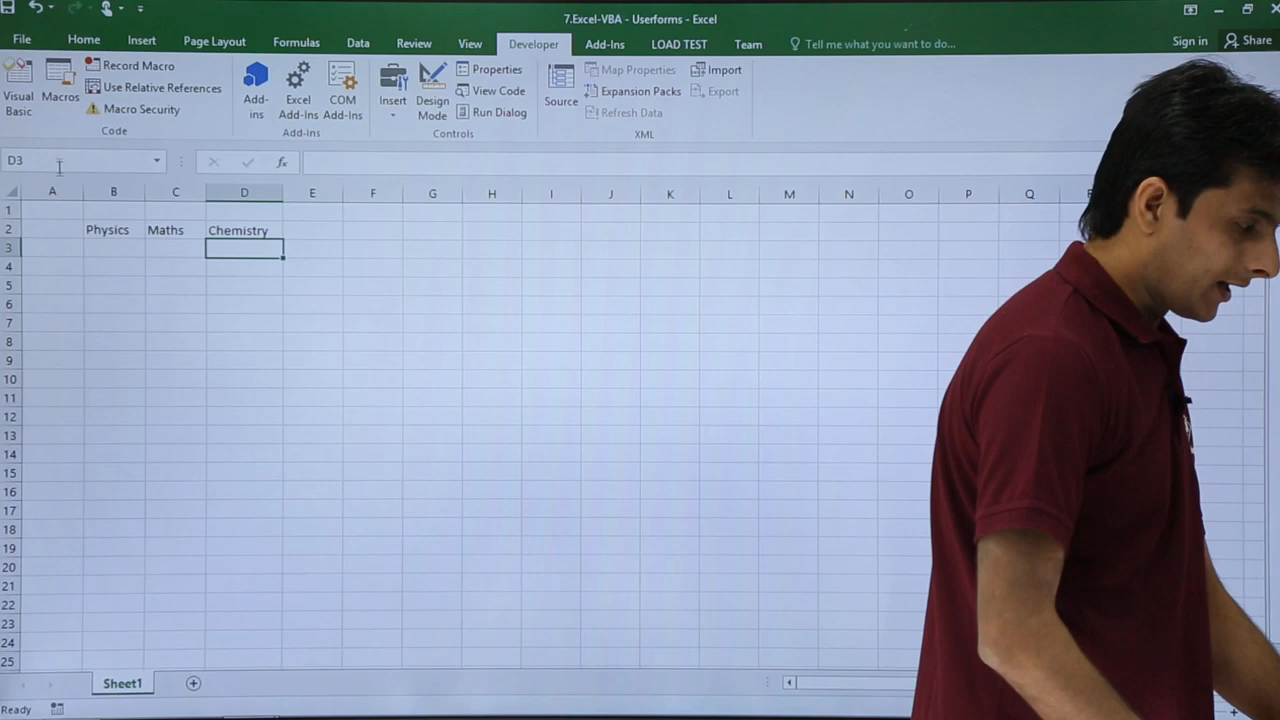 7.Excel-VBA - Userforms - Excel
File Home Insert Page Layout Formulas Data Review View Developer Add-Ins LOAD TEST Team Tell me what you want to do... Sign in Share
Visual Basic
Macros
Record Macro
Use Relative References
Macro Security
Code
Add-ins
Excel Add-Ins
COM Add-Ins
Add-Ins
Insert
Design Mode
Properties
View Code
Run Dialog
Controls
Source
Map Properties
Expansion Packs
Refresh Data
Import
Export
XML
D3 fx
A B C D E F G H I J K L M N O P Q
1
2 Physics Maths Chemistry
3
4
5
6
7
8
9
10
11
12
13
14
15
16
17
18
19
20
21
22
23
24
25
Sheet1
Ready